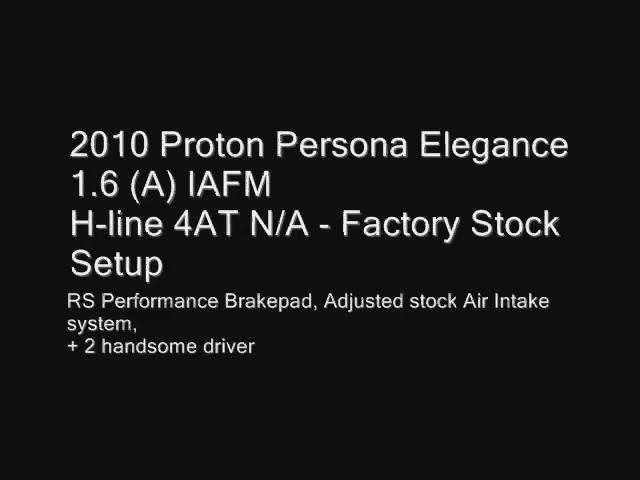 2010 Proton Persona Elegance
1.6 (A) IAFM
H-line 4AT N/A - Factory Stock
Setup
RS Performance Brakepad, Adjusted stock Air Intake
system,
+ 2 handsome driver